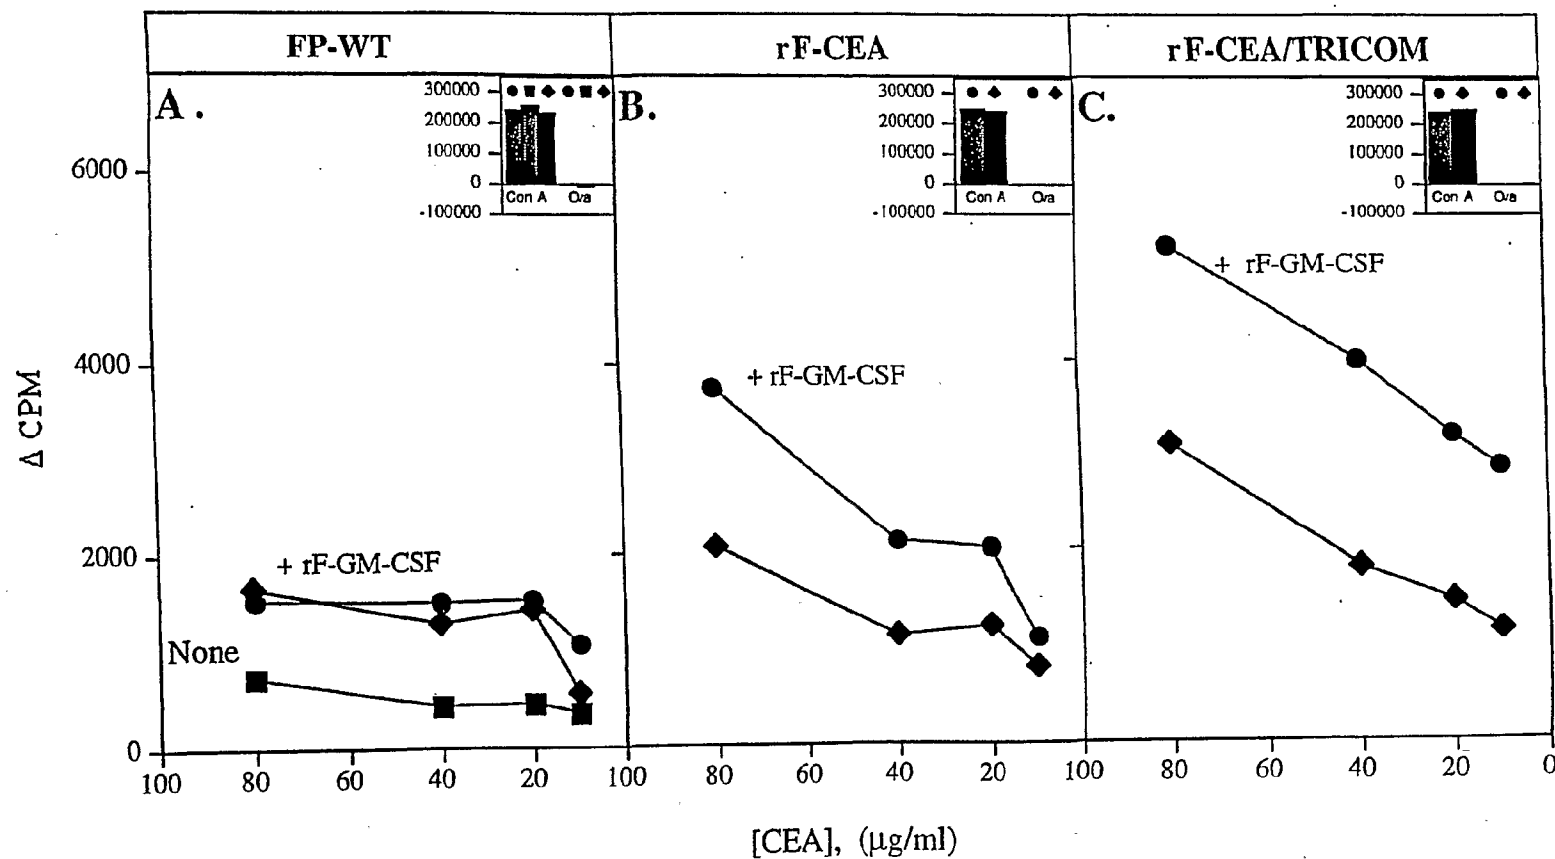 FP-WT
rF-CEA
rF-CEA/TRICOM
A.
300000
200000
100000
0
-100000
Con A
Ova
B.
300000
200000
100000
0
-100000
Con A
Ova
C.
300000
200000
100000
0
-100000
Con A
Ova
6000
4000
2000
0
Δ CPM
+ rF-GM-CSF
None
+ rF-GM-CSF
+ rF-GM-CSF
100
80
60
40
20
100
80
60
40
20
100
80
60
40
20
0
[CEA], (μg/ml)